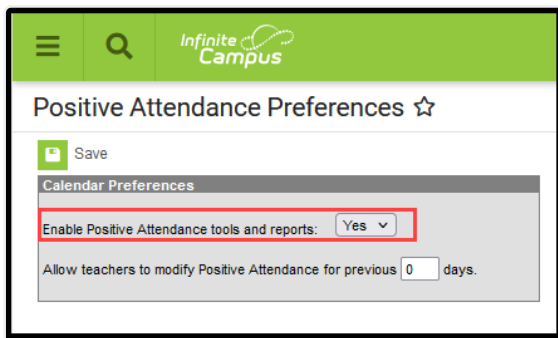 Infinite
Campus
Positive Attendance Preferences
Save
Calendar Preferences
Enable Positive Attendance tools and reports: Yes
Allow teachers to modify Positive Attendance for previous 0 days.